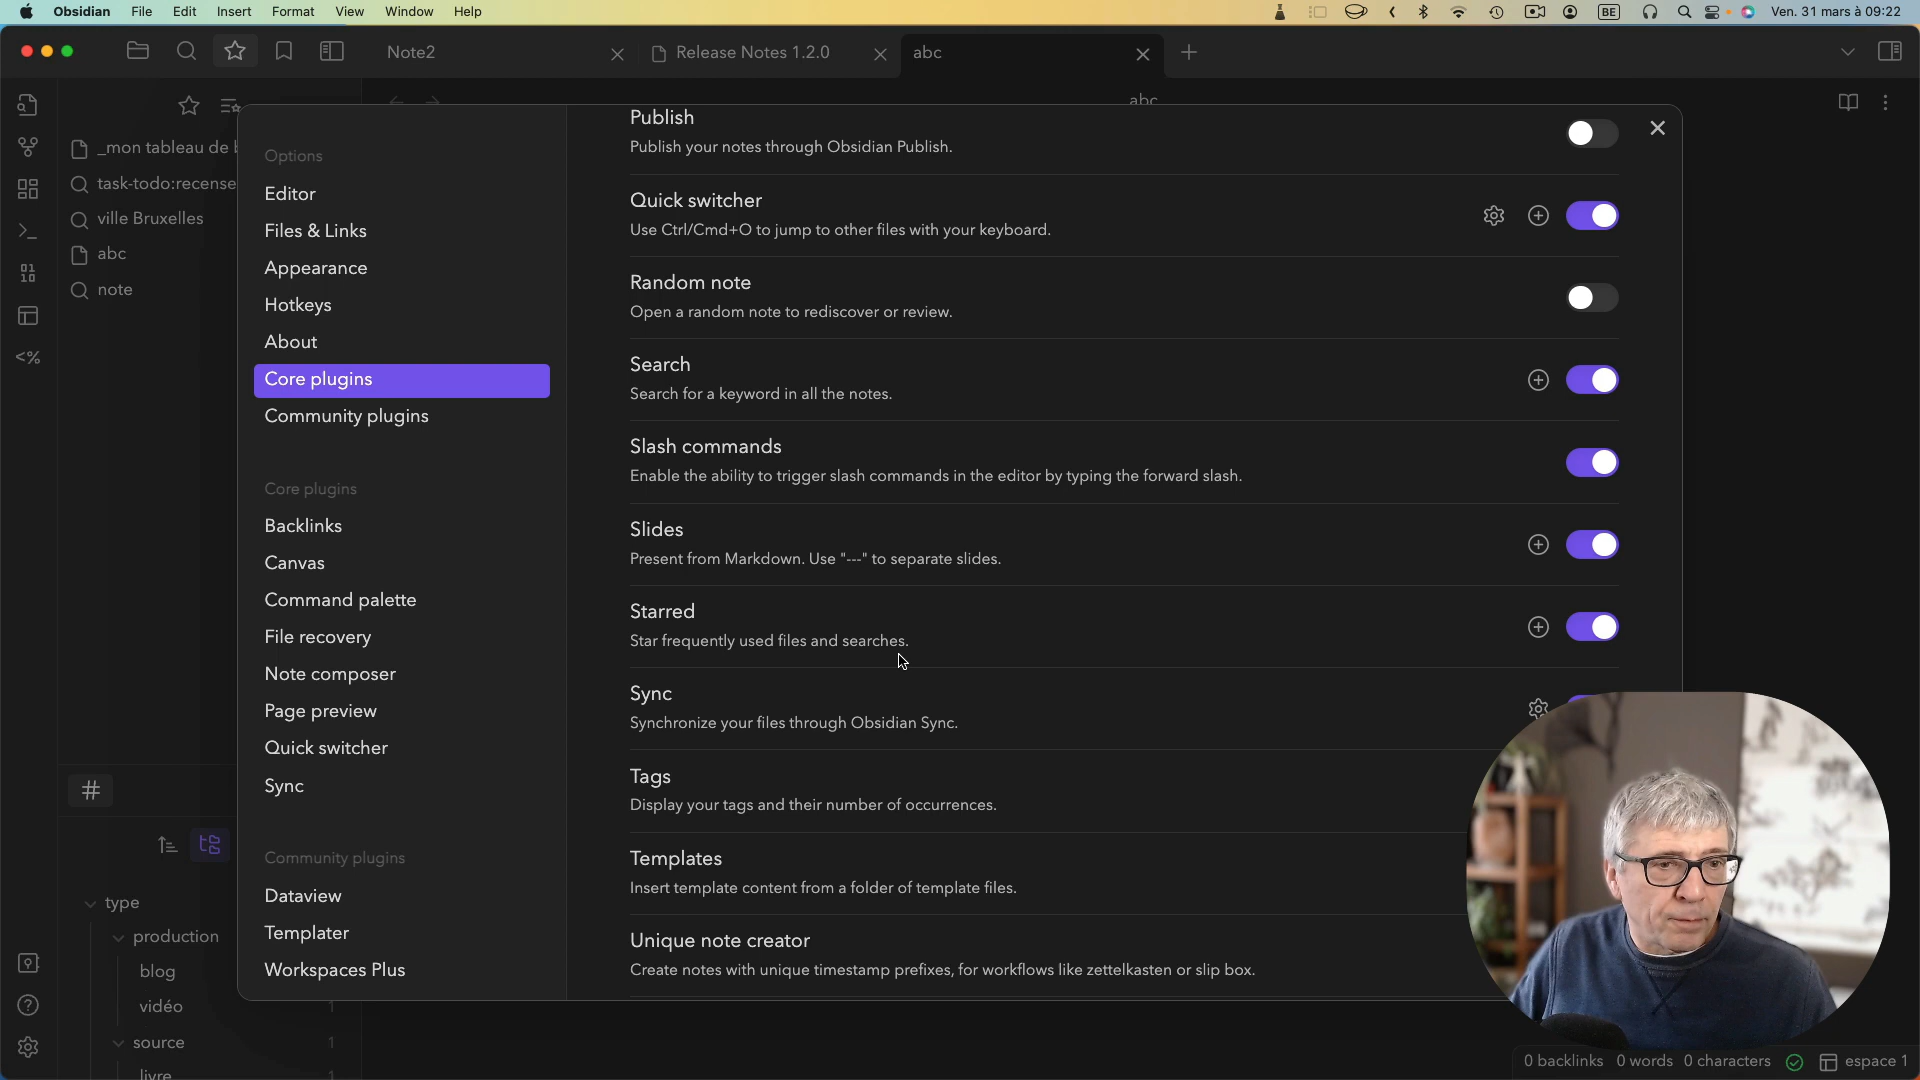 Obsidian File Edit Insert Format View Window Help
BE
Ven. 31 mars à 09:22
Note2
Release Notes 1.2.0
abc
abc
_mon tableau de
task-todo:recense
ville Bruxelles
abc
note
#
type
production
blog
vidéo
1
source
1
livre
1
Options
Editor
Files & Links
Appearance
Hotkeys
About
Core plugins
Community plugins
Core plugins
Backlinks
Canvas
Command palette
File recovery
Note composer
Page preview
Quick switcher
Sync
Community plugins
Dataview
Templater
Workspaces Plus
Publish
Publish your notes through Obsidian Publish.
Quick switcher
Use Ctrl/Cmd+O to jump to other files with your keyboard.
Random note
Open a random note to rediscover or review.
Search
Search for a keyword in all the notes.
Slash commands
Enable the ability to trigger slash commands in the editor by typing the forward slash.
Slides
Present from Markdown. Use "---" to separate slides.
Starred
Star frequently used files and searches.
Sync
Synchronize your files through Obsidian Sync.
Tags
Display your tags and their number of occurrences.
Templates
Insert template content from a folder of template files.
Unique note creator
Create notes with unique timestamp prefixes, for workflows like zettelkasten or slip box.
0 backlinks 0 words 0 characters espace 1